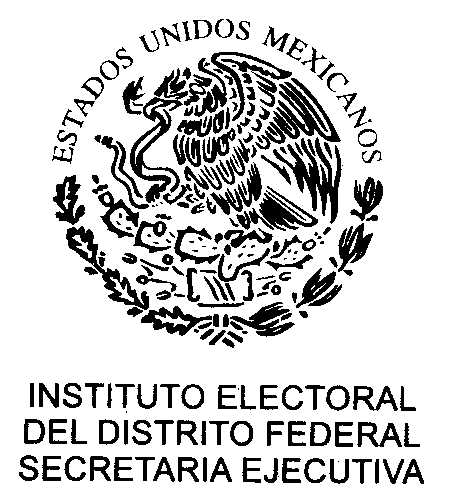 ESTADOS UNIDOS MEXICANOS
INSTITUTO ELECTORAL
DEL DISTRITO FEDERAL
SECRETARIA EJECUTIVA